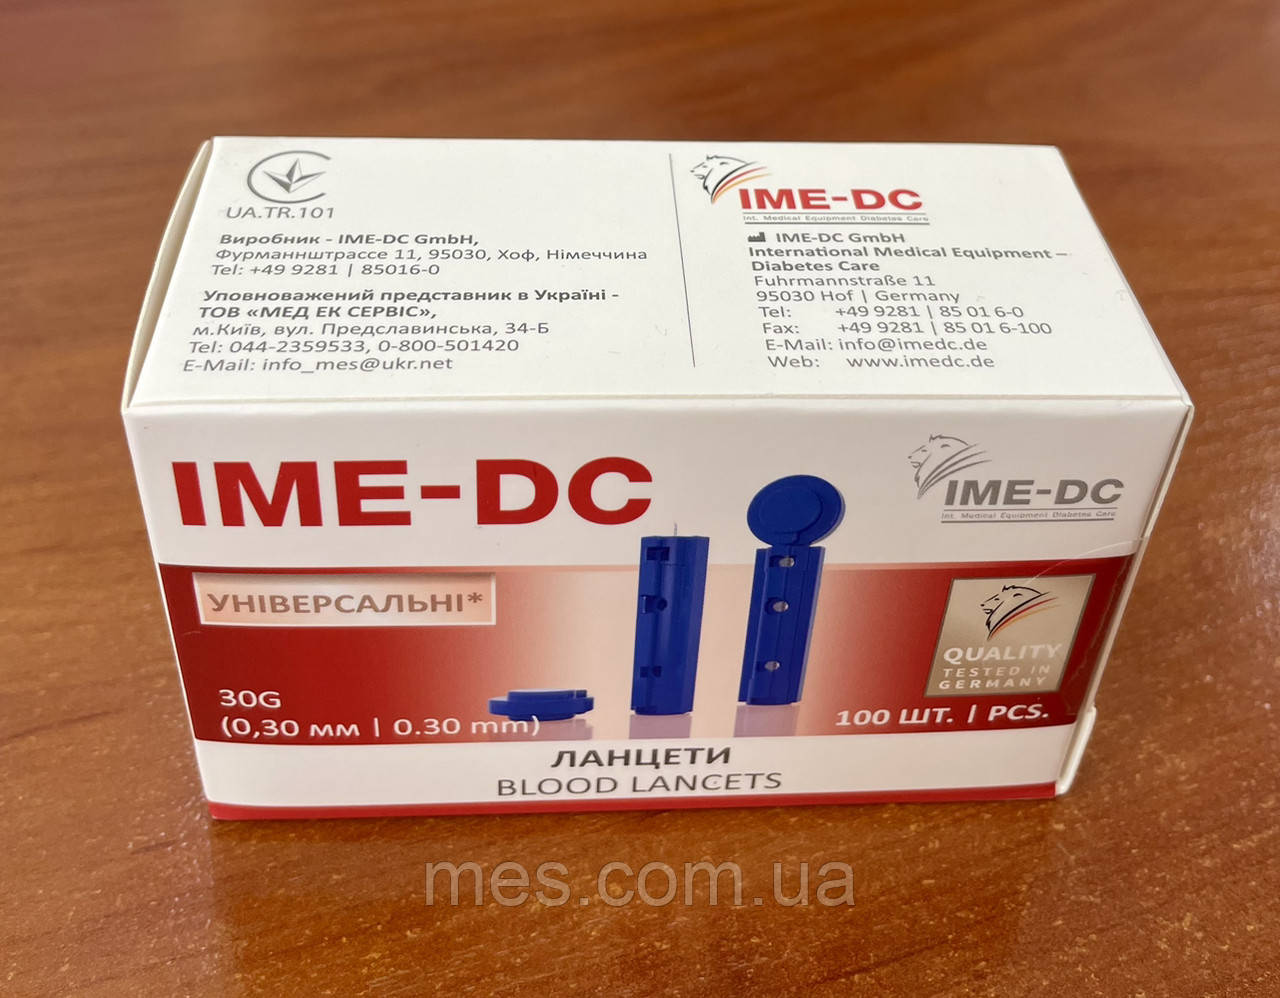 UA.TR.101
Виробник - IME-DC GmbH,
Фурманнштрассе 11, 95030, Хоф, Німеччина
Tel: +49 9281 | 85016-0
Уповноважений представник в Україні -
ТОВ «МЕД ЕК СЕРВІС»,
м.Київ, вул. Предславинська, 34-Б
Tel: 044-2359533, 0-800-501420
E-Mail: info_mes@ukr.net
IME-DC
Int. Medical Equipment Diabetes Care
IME-DC GmbH
International Medical Equipment –
Diabetes Care
Fuhrmannstraße 11
95030 Hof | Germany
Tel: +49 9281 | 85 01 6-0
Fax: +49 9281 | 85 01 6-100
E-Mail: info@imedc.de
Web: www.imedc.de
IME-DC
IME-DC
Int. Medical Equipment Diabetes Care
УНІВЕРСАЛЬНІ*
QUALITY
TESTED IN
GERMANY
30G
(0,30 мм | 0.30 mm)
100 ШТ. | PCS.
ЛАНЦЕТИ
BLOOD LANCETS
mes.com.ua